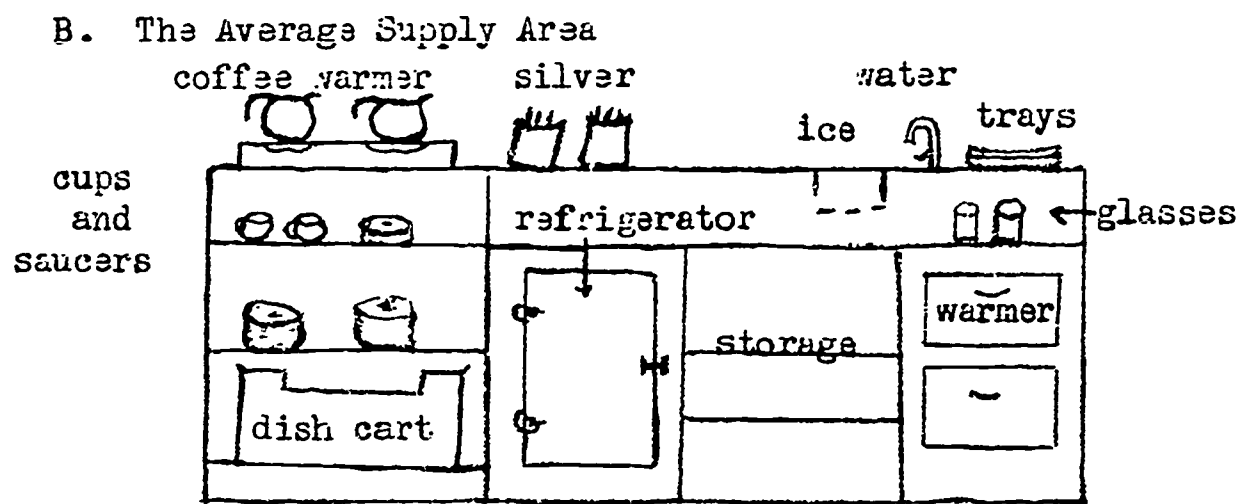 B. The Average Supply Area
coffee warmer silver water
ice trays
cups
and
saucers
refrigerator
glasses
warmer
storage
dish cart